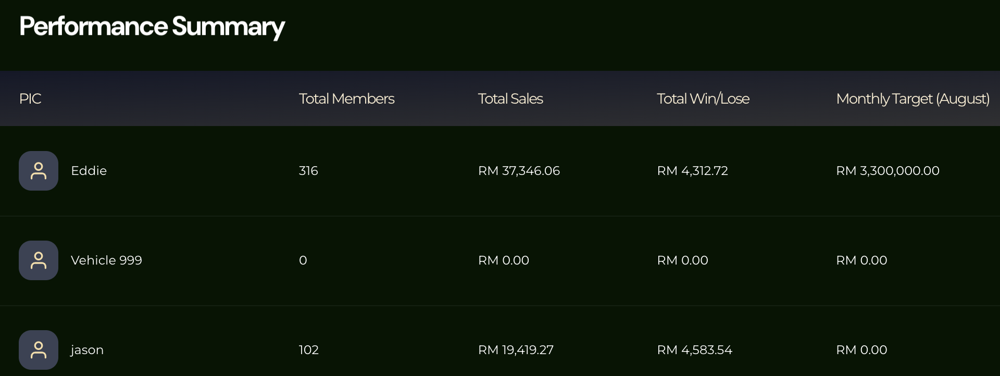 Performance Summary
PIC Total Members Total Sales Total Win/Lose Monthly Target (August)
Eddie 316 RM 37,346.06 RM 4,312.72 RM 3,300,000.00
Vehicle 999 0 RM 0.00 RM 0.00 RM 0.00
jason 102 RM 19,419.27 RM 4,583.54 RM 0.00